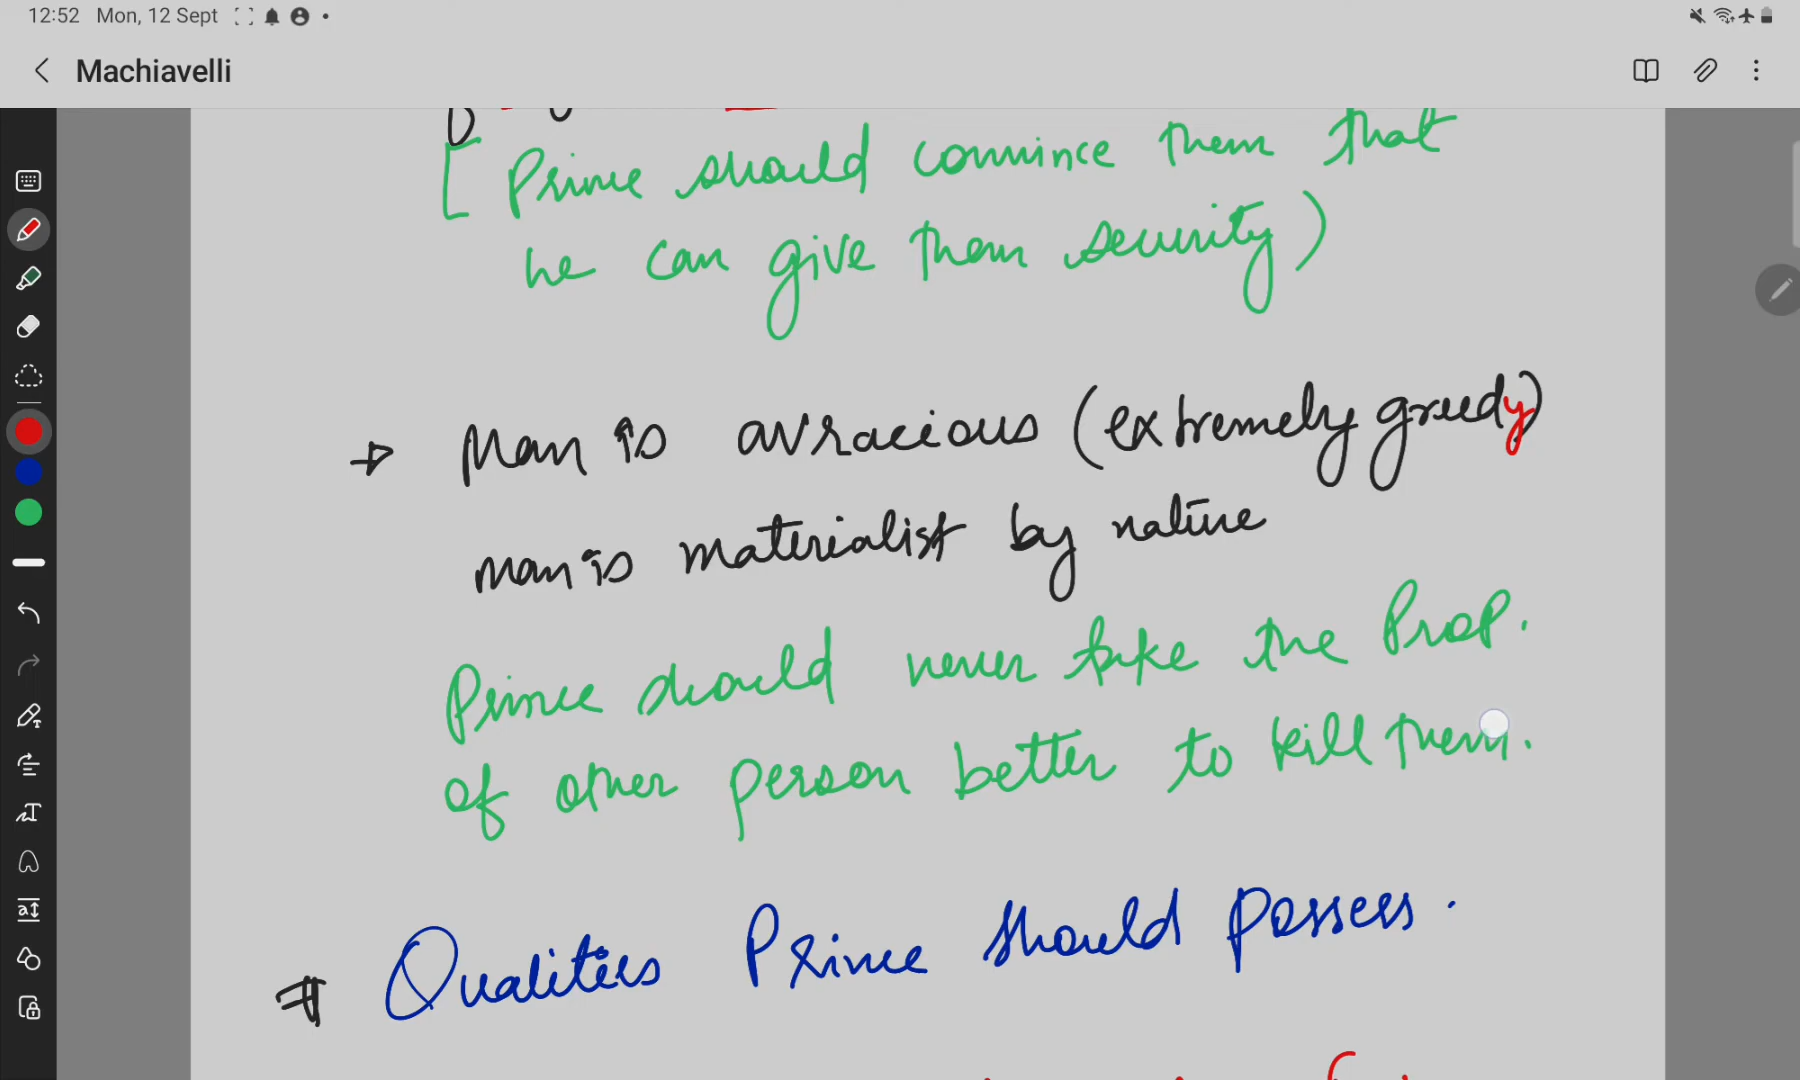 12:52 Mon, 12 Sept
Machiavelli
[ Prince should convince them that
he can give them security)
→ Man is avracious (extremely greedy)
man is materialist by nature
Prince should never take the Prop.
of other person better to kill them.
⇒ Qualities Prince should Possess.